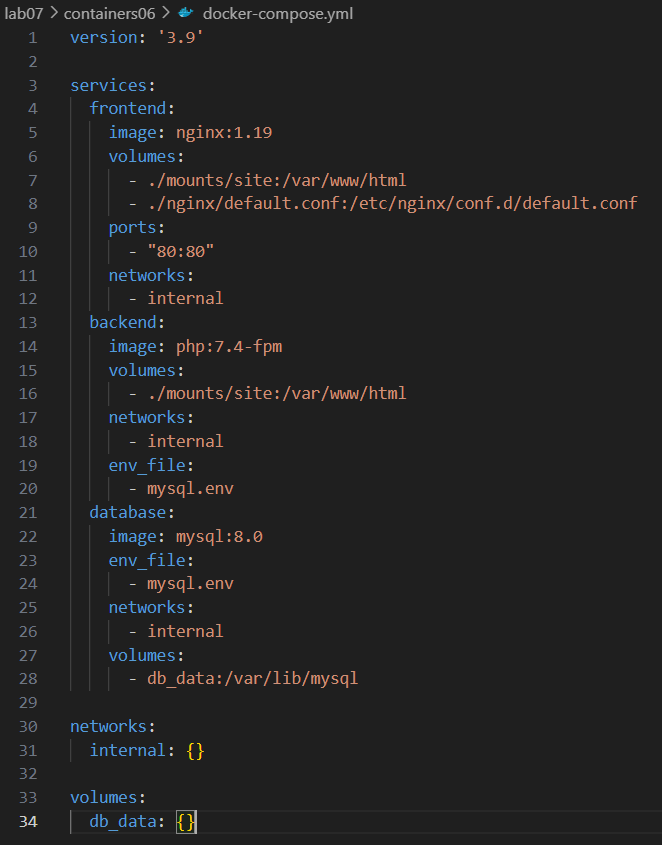 lab07 > containers06 > docker-compose.yml
1 version: '3.9'
2
3 services:
4   frontend:
5     image: nginx:1.19
6     volumes:
7       - ./mounts/site:/var/www/html
8       - ./nginx/default.conf:/etc/nginx/conf.d/default.conf
9     ports:
10       - "80:80"
11     networks:
12       - internal
13   backend:
14     image: php:7.4-fpm
15     volumes:
16       - ./mounts/site:/var/www/html
17     networks:
18       - internal
19     env_file:
20       - mysql.env
21   database:
22     image: mysql:8.0
23     env_file:
24       - mysql.env
25     networks:
26       - internal
27     volumes:
28       - db_data:/var/lib/mysql
29
30 networks:
31   internal: {}
32
33 volumes:
34   db_data: {}